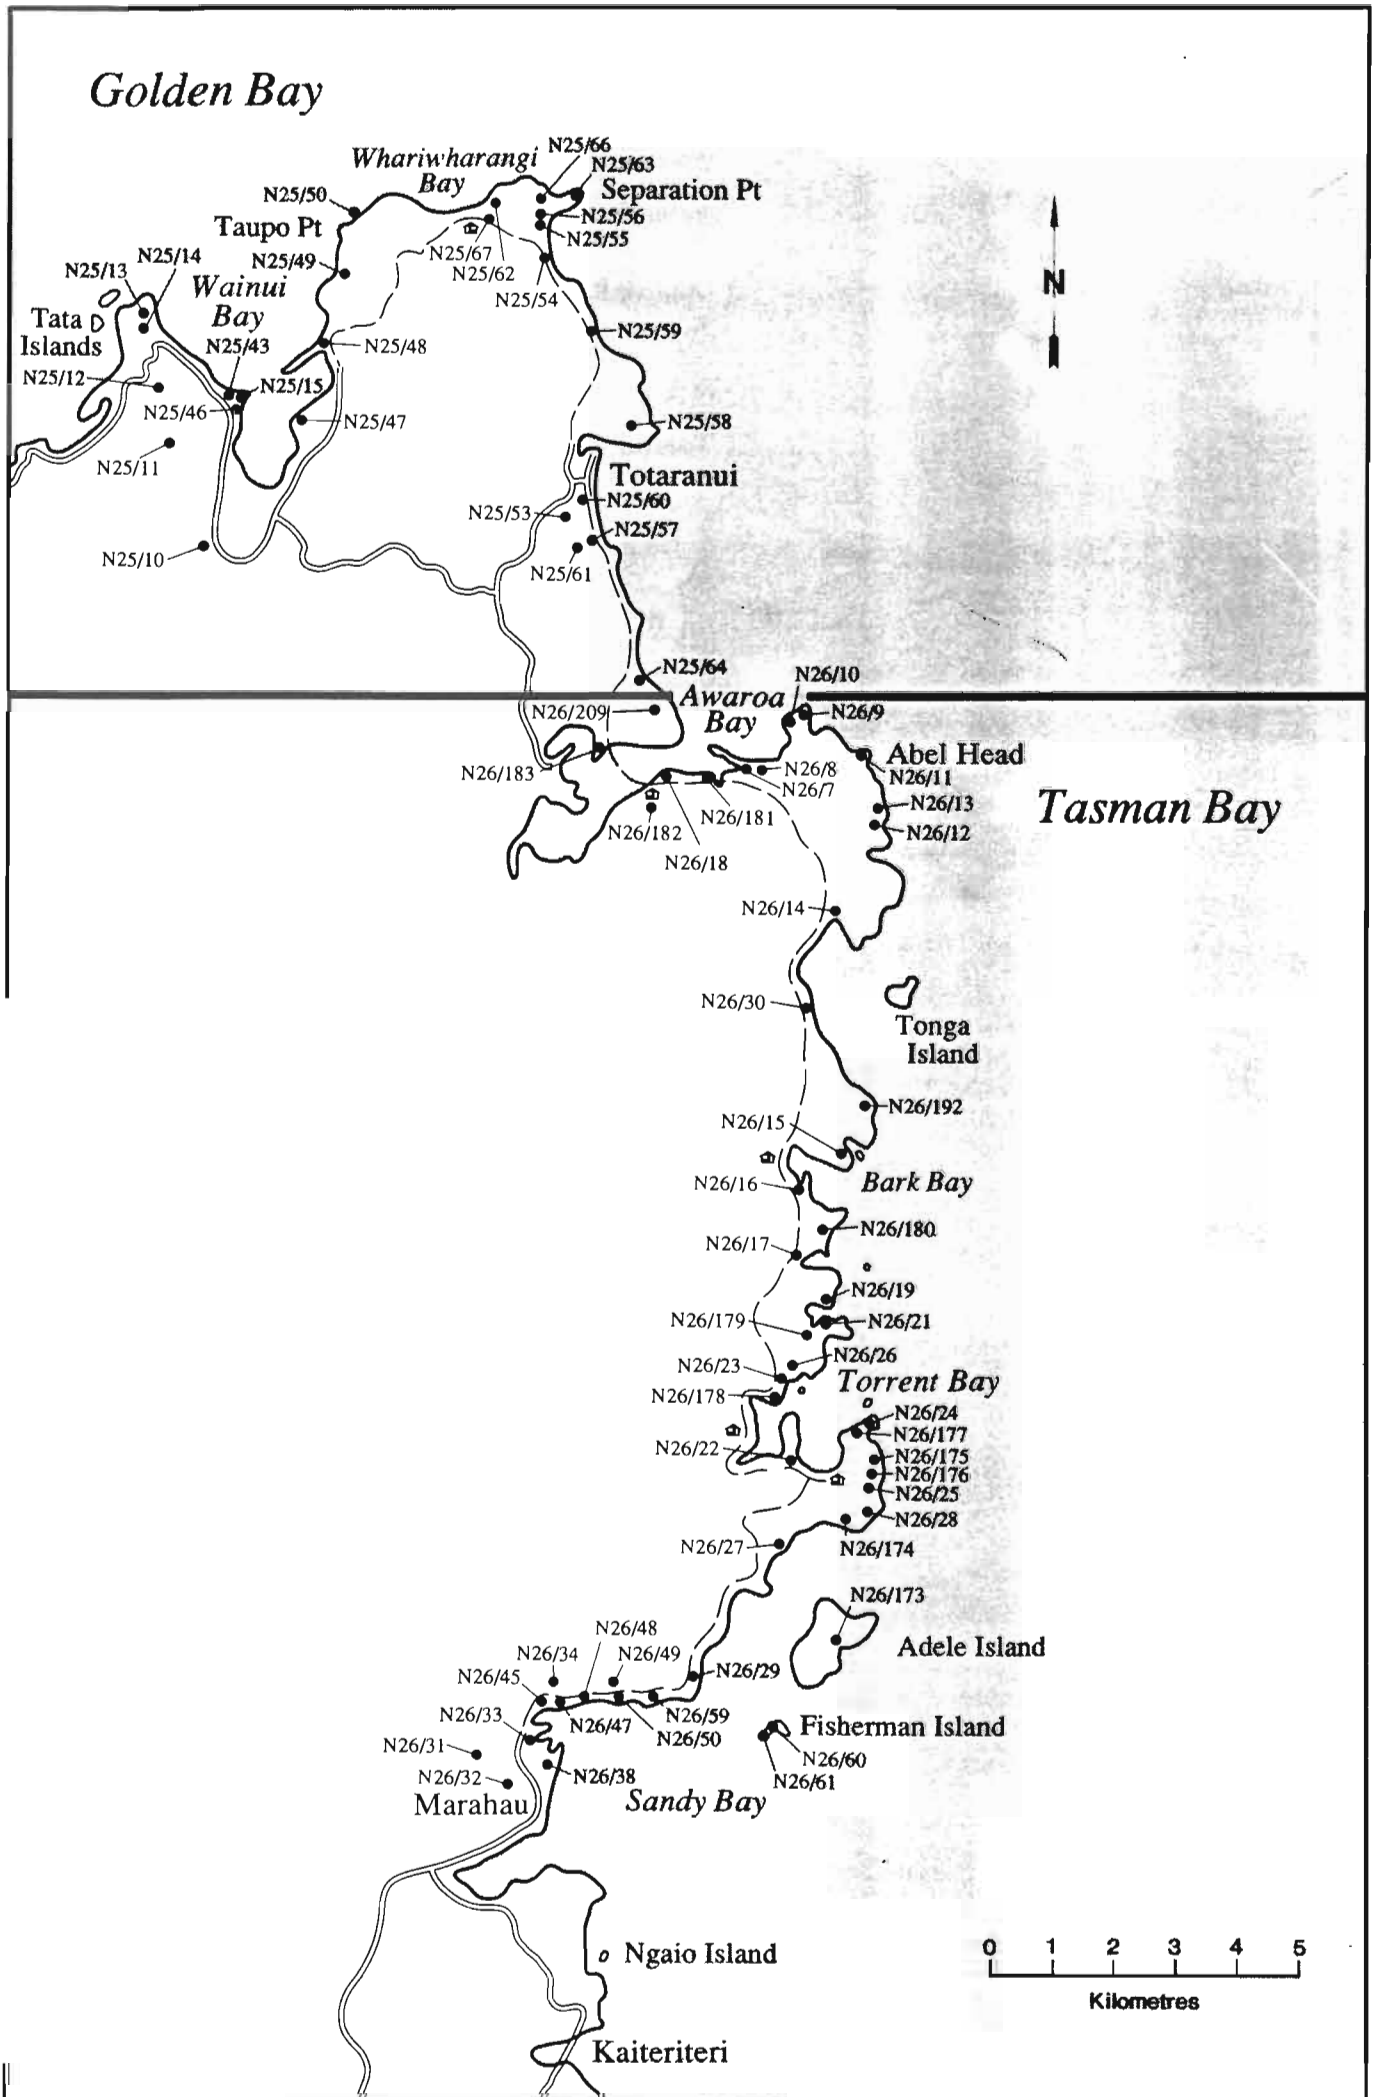 Golden Bay
Whariwharangi
Bay
N25/66
N25/63
Separation Pt
N25/50
N25/56
Taupo Pt
N25/55
N25/67
N25/62
N25/14
N25/49
N25/13
Wainui
Bay
N25/54
N
Tata
Islands
N25/59
N25/43
N25/48
N25/12
N25/15
N25/46
N25/47
N25/58
N25/11
Totaranui
N25/60
N25/53
N25/57
N25/10
N25/61
N25/64
N26/10
Awaroa
Bay
N26/209
N26/9
Abel Head
N26/183
N26/8
N26/11
N26/7
N26/13
Tasman Bay
N26/181
N26/182
N26/12
N26/18
N26/14
N26/30
Tonga
Island
N26/192
N26/15
N26/16
Bark Bay
N26/180
N26/17
N26/19
N26/179
N26/21
N26/26
N26/23
Torrent Bay
N26/178
N26/24
N26/177
N26/22
N26/175
N26/176
N26/25
N26/28
N26/27
N26/174
N26/173
N26/48
Adele Island
N26/34
N26/49
N26/45
N26/29
N26/33
N26/47
N26/59
N26/50
Fisherman Island
N26/31
N26/60
N26/32
N26/38
N26/61
Marahau
Sandy Bay
Ngaio Island
0 1 2 3 4 5
Kilometres
Kaiteriteri